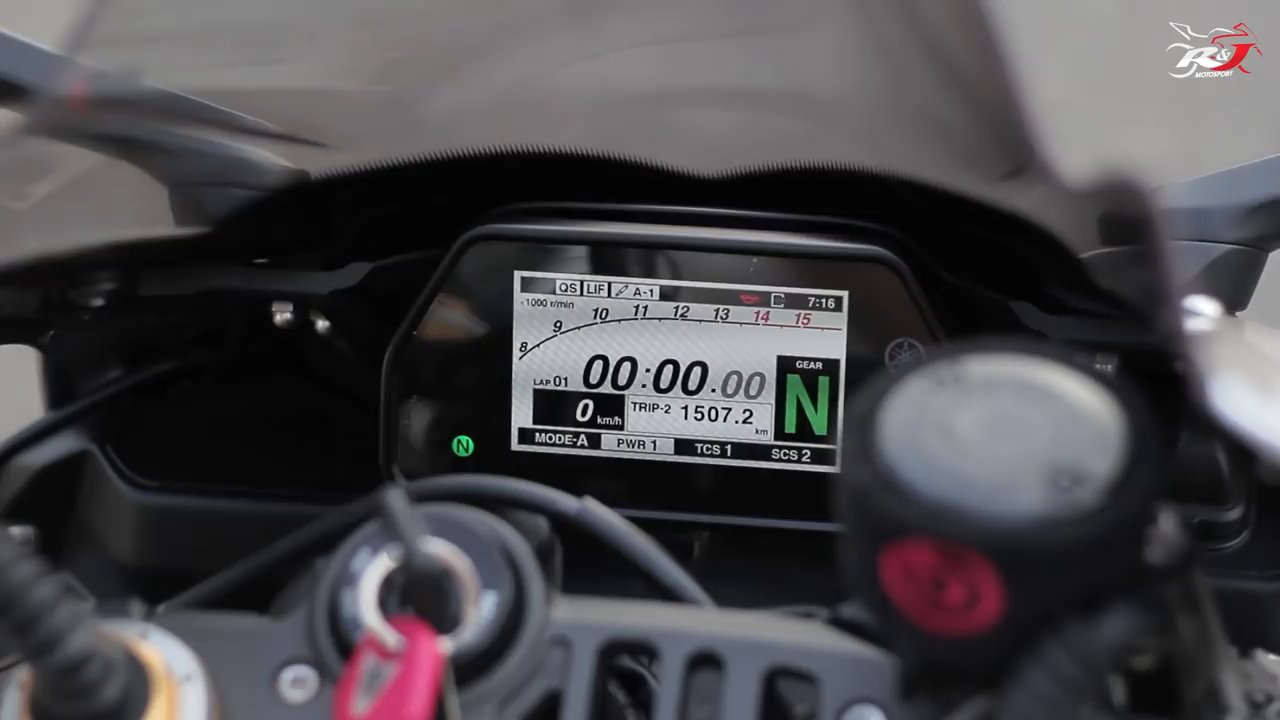 R&J
MOTOSPORT
QS LIF A-1 7:16
×1000 r/min
8 9 10 11 12 13 14 15
LAP 01 00:00.00
GEAR
N
0 km/h
TRIP-2 1507.2 km
MODE-A PWR 1 TCS 1 SCS 2
N